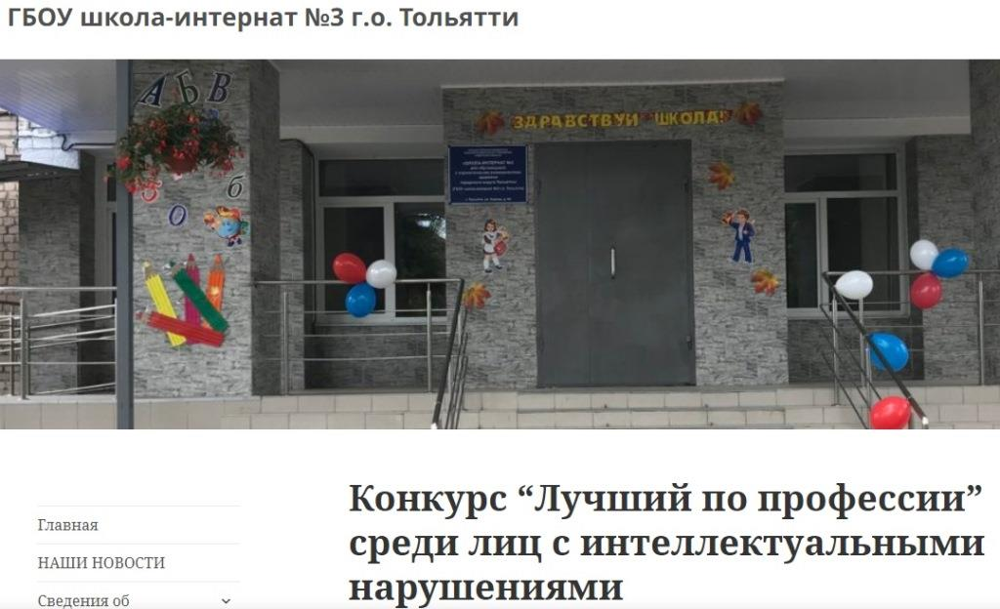 ГБОУ школа-интернат №3 г.о. Тольятти
А Б В
З
О
б
ЗДРАВСТВУЙ ШКОЛА!
Конкурс “Лучший по профессии”
среди лиц с интеллектуальными
нарушениями
Главная
НАШИ НОВОСТИ
Сведения об